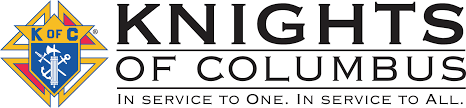 K OF C ®
KNIGHTS
OF COLUMBUS
IN SERVICE TO ONE. IN SERVICE TO ALL.